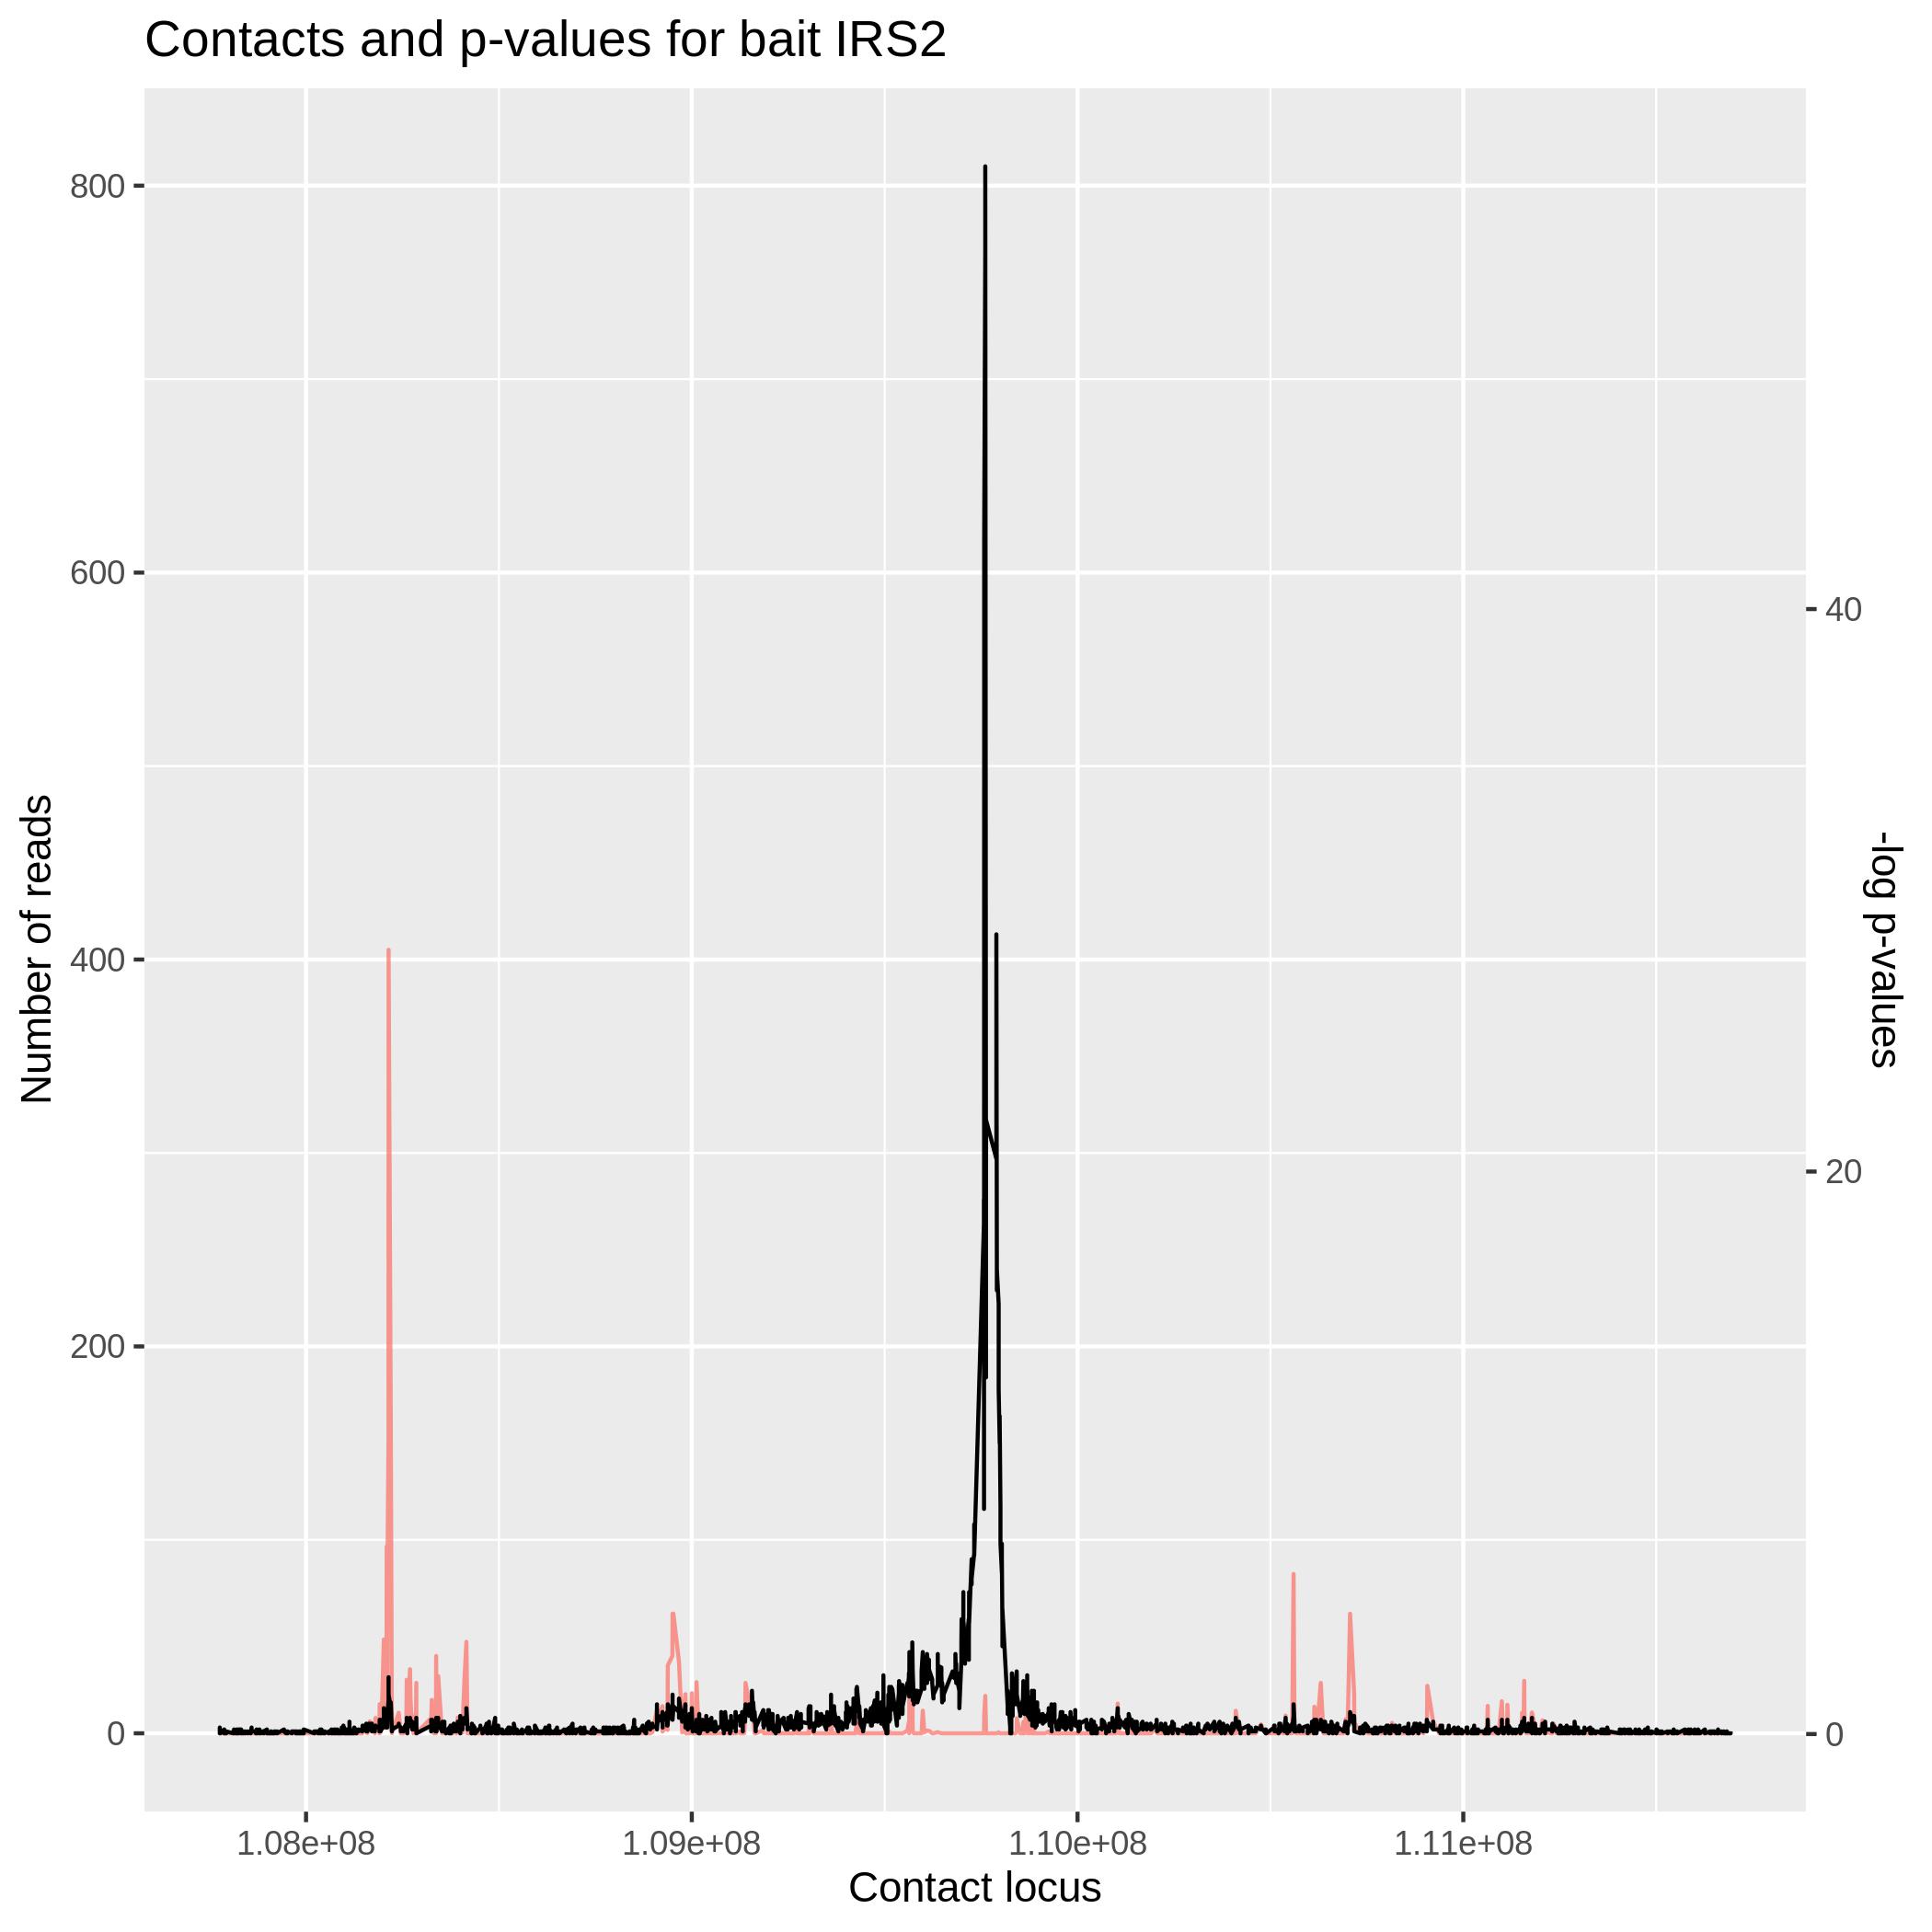 Contacts and p-values for bait IRS2
Number of reads
800
600
400
200
0
40
20
0
-log p-values
1.08e+08
1.09e+08
1.10e+08
1.11e+08
Contact locus